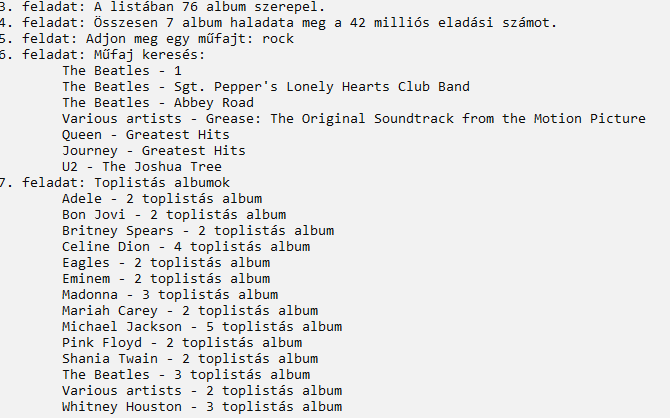 3. feladat: A listában 76 album szerepel.
4. feladat: Összesen 7 album haladata meg a 42 milliós eladási számot.
5. feldat: Adjon meg egy műfajt: rock
6. feladat: Műfaj keresés:
The Beatles - 1
The Beatles - Sgt. Pepper's Lonely Hearts Club Band
The Beatles - Abbey Road
Various artists - Grease: The Original Soundtrack from the Motion Picture
Queen - Greatest Hits
Journey - Greatest Hits
U2 - The Joshua Tree
7. feladat: Toplistás albumok
Adele - 2 toplistás album
Bon Jovi - 2 toplistás album
Britney Spears - 2 toplistás album
Celine Dion - 4 toplistás album
Eagles - 2 toplistás album
Eminem - 2 toplistás album
Madonna - 3 toplistás album
Mariah Carey - 2 toplistás album
Michael Jackson - 5 toplistás album
Pink Floyd - 2 toplistás album
Shania Twain - 2 toplistás album
The Beatles - 3 toplistás album
Various artists - 2 toplistás album
Whitney Houston - 3 toplistás album